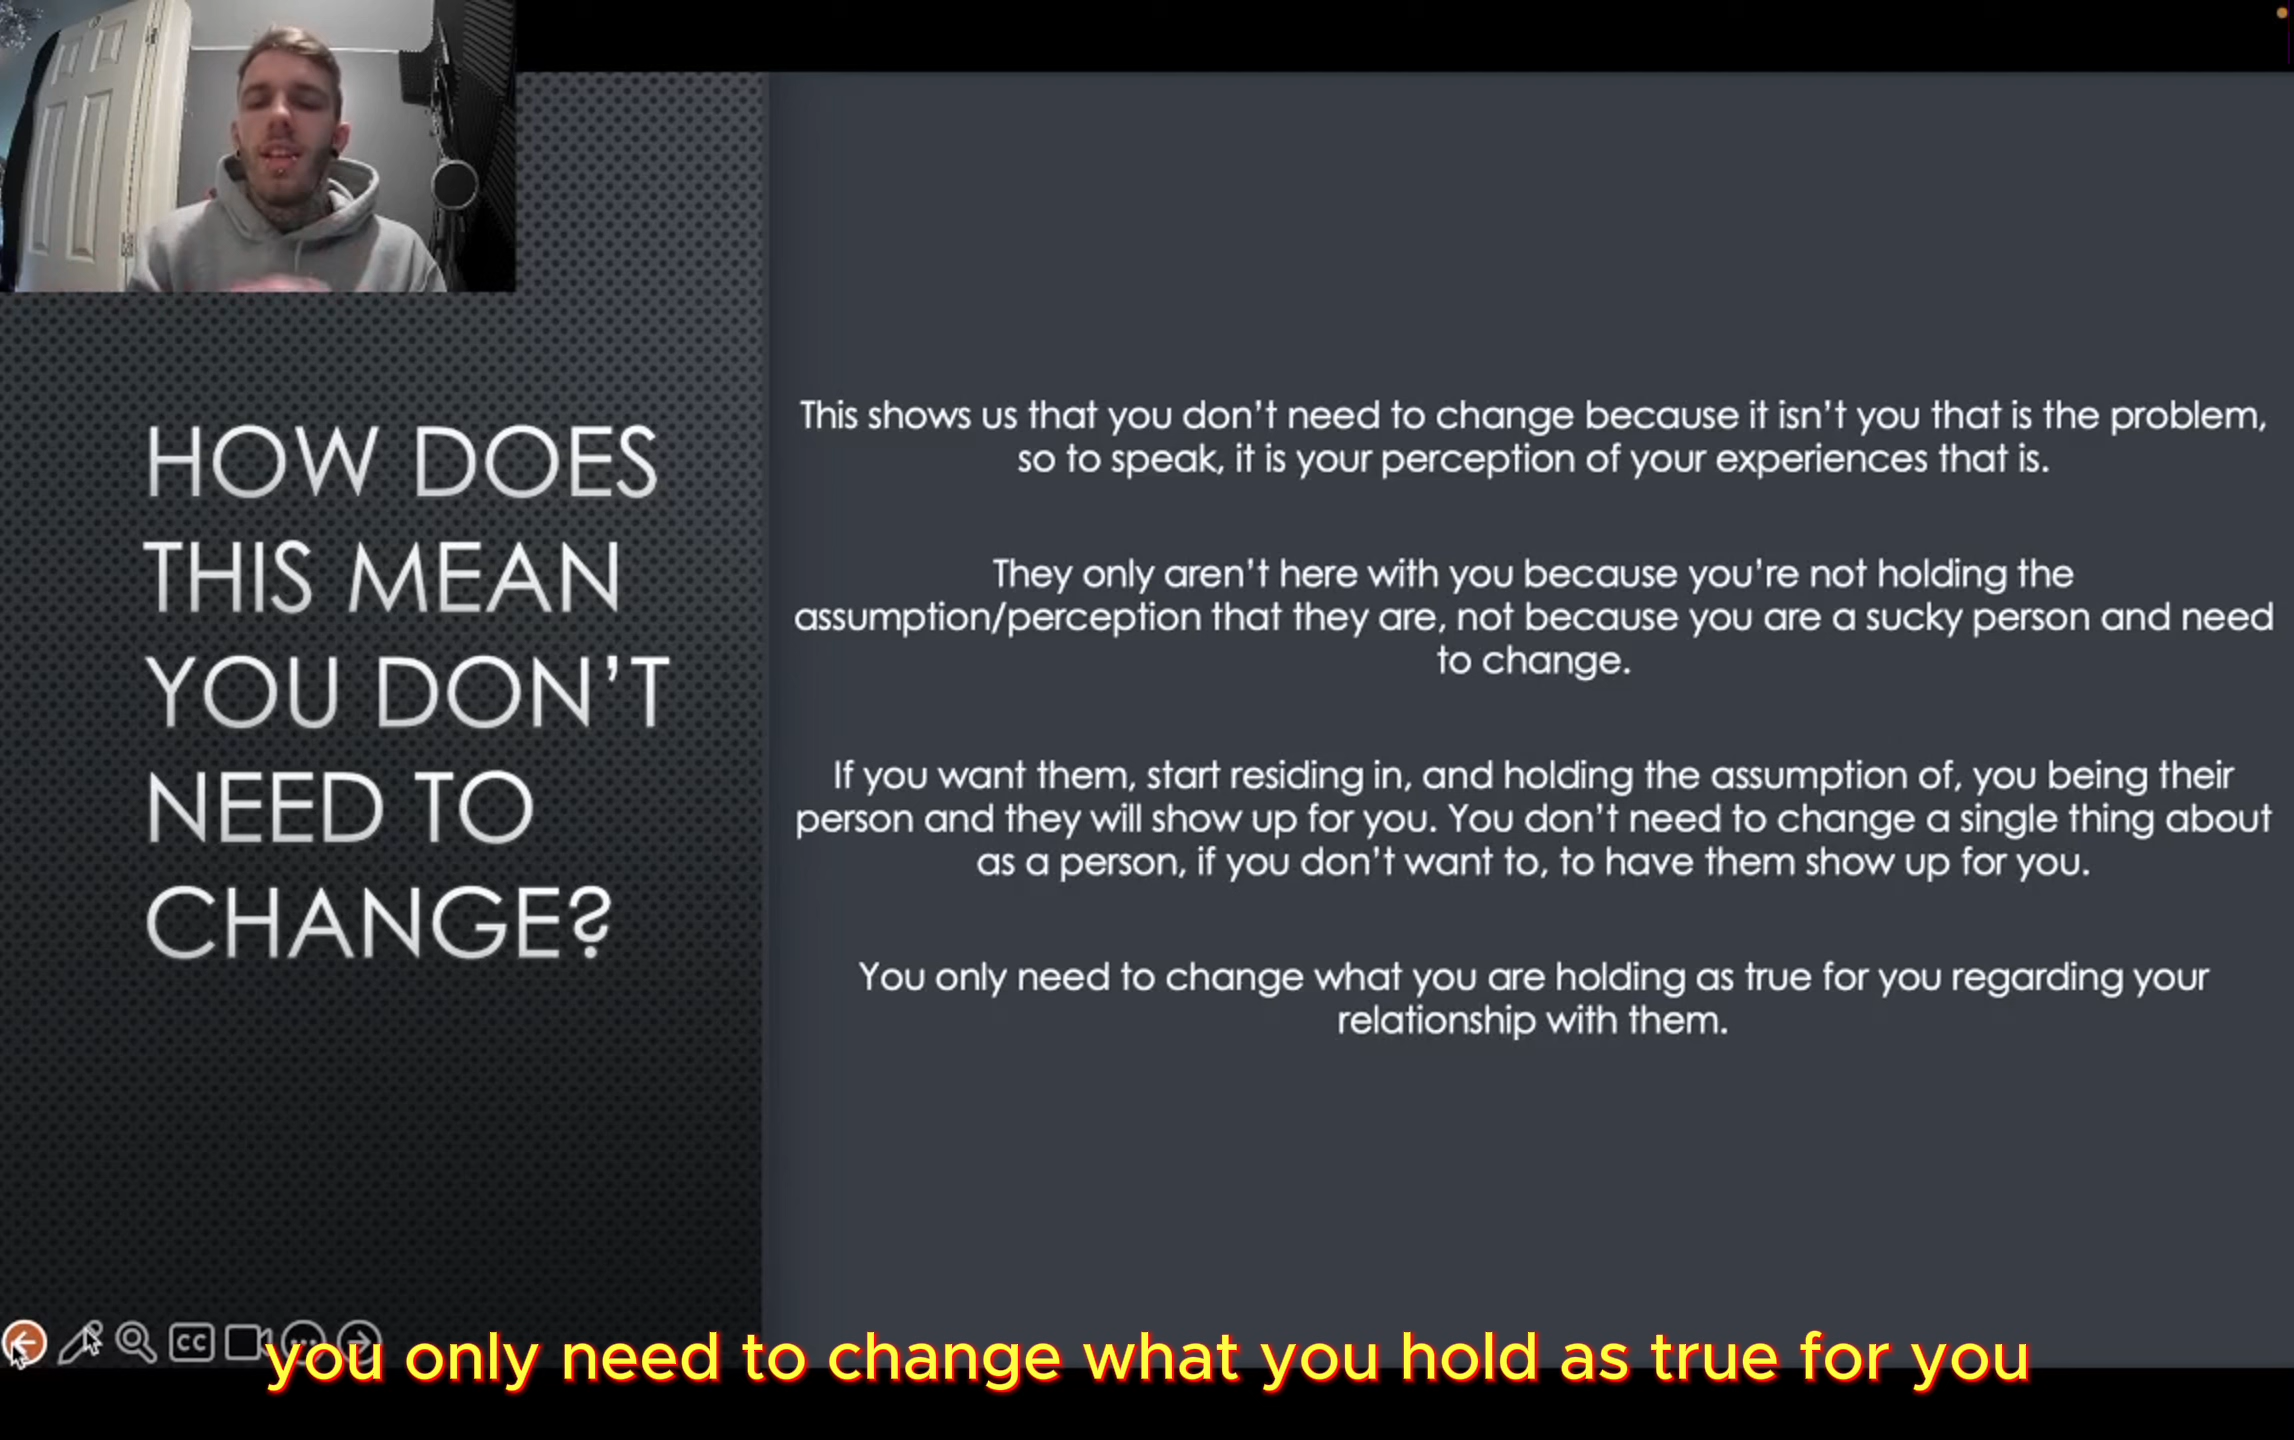 HOW DOES
THIS MEAN
YOU DON'T
NEED TO
CHANGE?
This shows us that you don't need to change because it isn't you that is the problem,
so to speak, it is your perception of your experiences that is.
They only aren't here with you because you're not holding the
assumption/perception that they are, not because you are a sucky person and need
to change.
If you want them, start residing in, and holding the assumption of, you being their
person and they will show up for you. You don't need to change a single thing about
as a person, if you don't want to, to have them show up for you.
You only need to change what you are holding as true for you regarding your
relationship with them.
CC
you only need to change what you hold as true for you